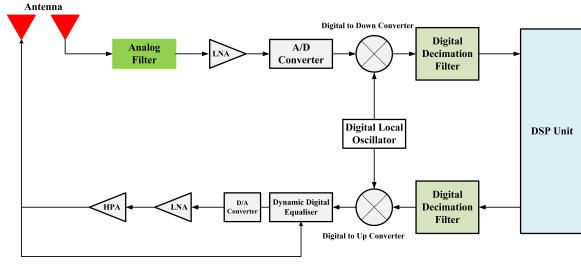 Antenna
Digital to Down Converter
Analog
Filter
LNA
A/D
Converter
Digital
Decimation
Filter
DSP Unit
Digital Local
Oscillator
HPA
LNA
D/A
Converter
Dynamic Digital
Equaliser
Digital to Up Converter
Digital
Decimation
Filter